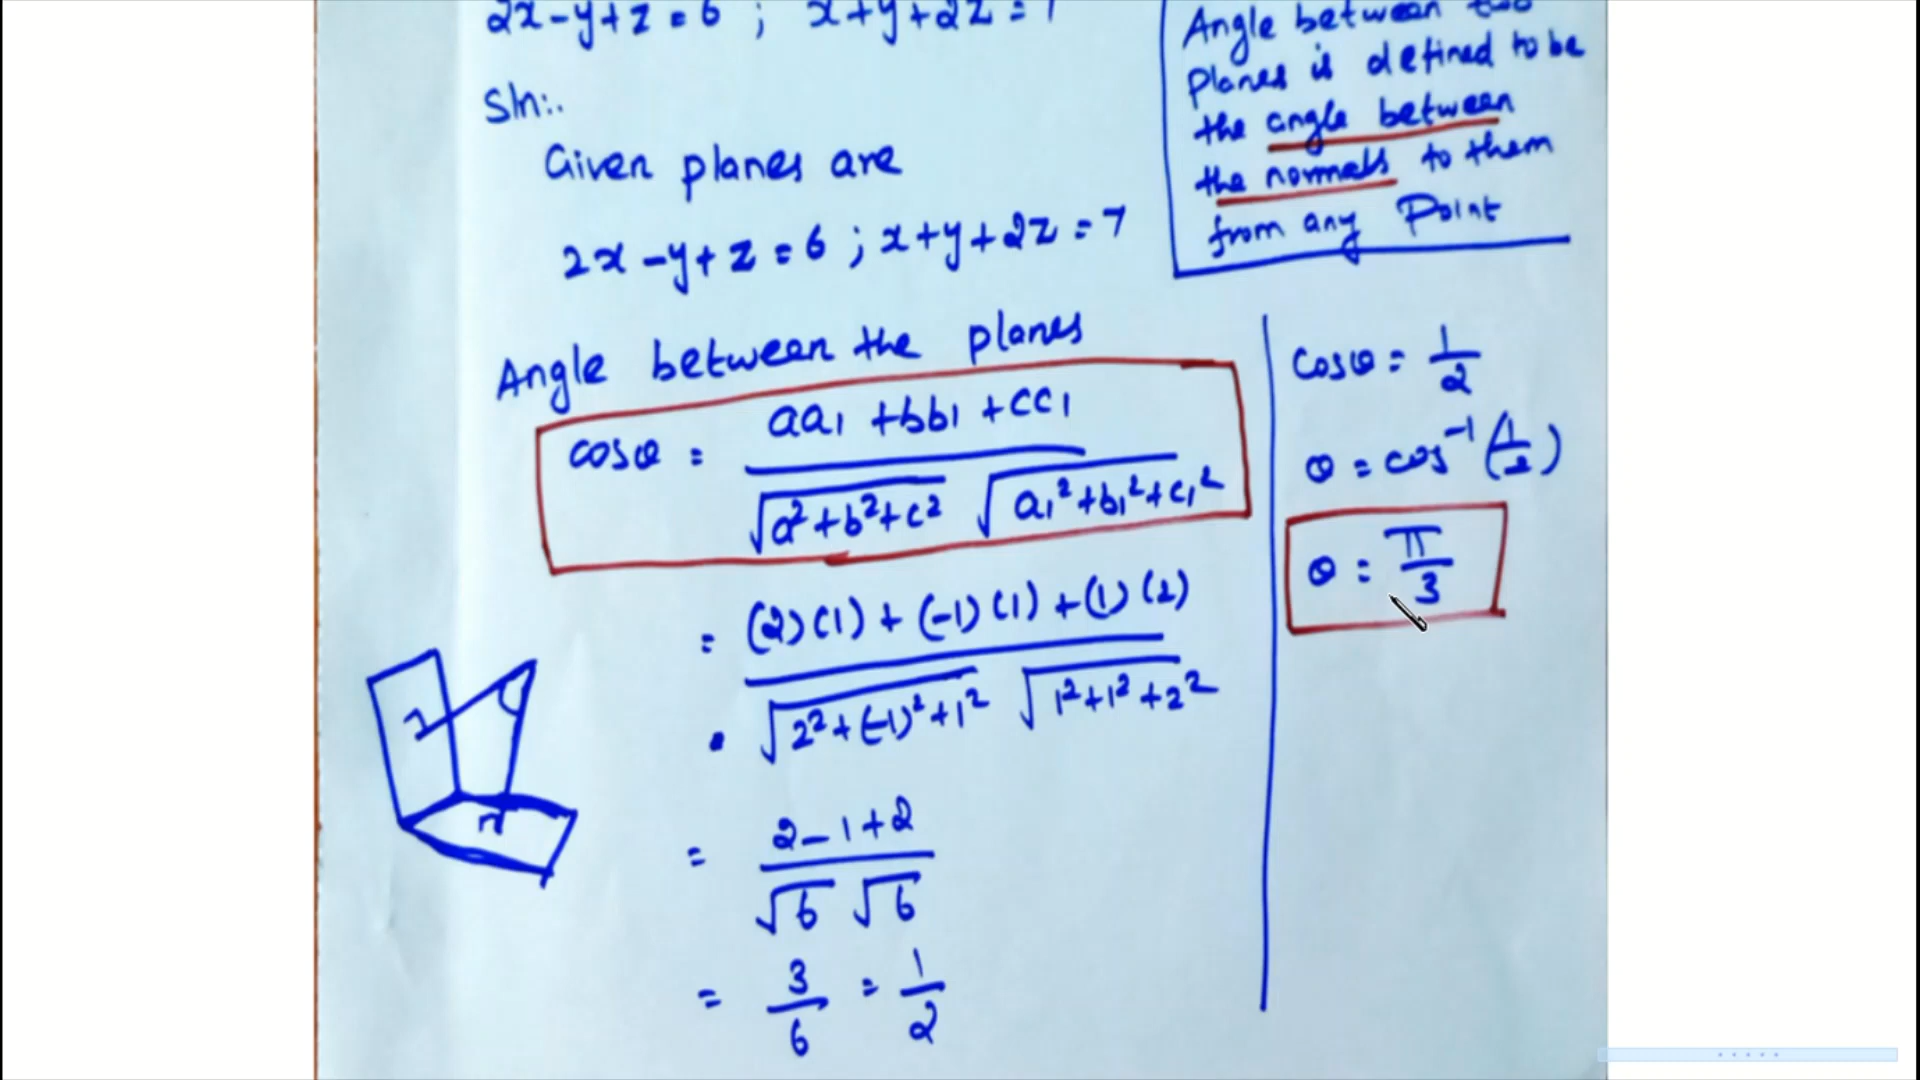 2x-y+z=6 ; x+y+2z=7
Sln:.
Given planes are
2x-y+z=6 ; x+y+2z=7
Angle between the planes
cosθ = (aa₁+bb₁+cc₁)/(√(a²+b²+c²) √(a₁²+b₁²+c₁²))
= ((2)(1)+(-1)(1)+(1)(2))/(√(2²+(-1)²+1²) √(1²+1²+2²))
= (2-1+2)/(√6 √6)
= 3/6 = 1/2
Angle between two
planes is defined to be
the angle between
the normals to them
from any Point
cosθ = 1/2
θ = cos⁻¹(1/2)
θ = π/3